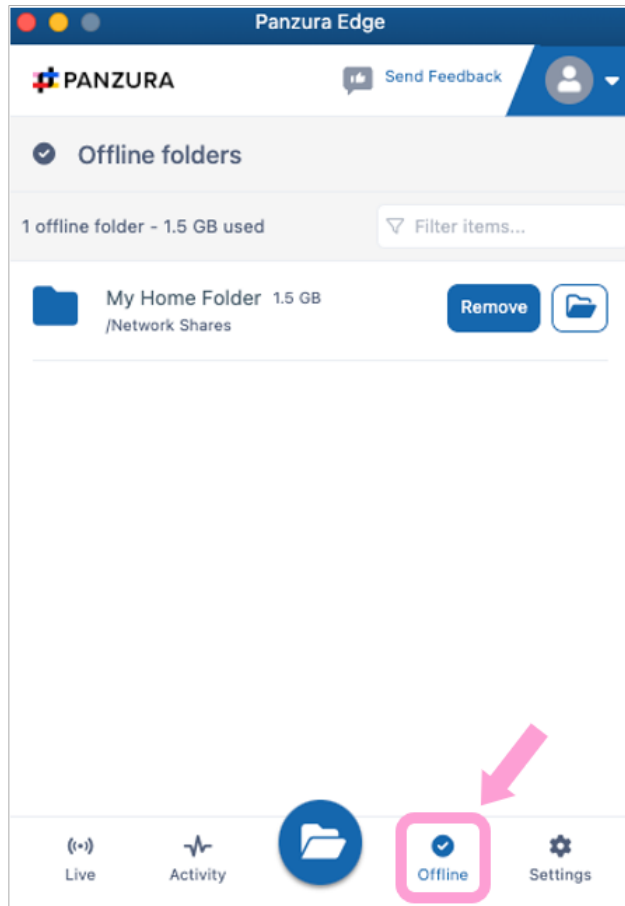 Panzura Edge
PANZURA
Send Feedback
Offline folders
1 offline folder - 1.5 GB used
Filter items...
My Home Folder 1.5 GB
/Network Shares
Remove
Live
Activity
Offline
Settings